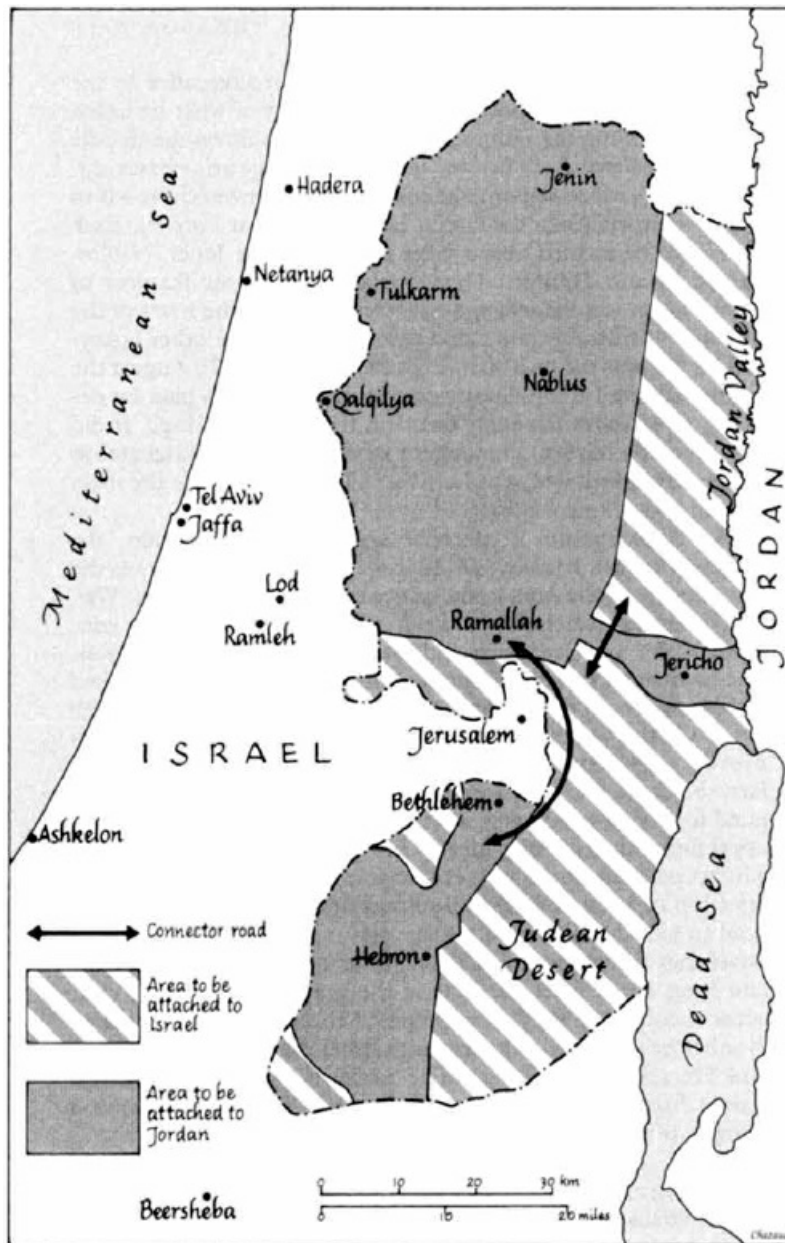 Mediterranean Sea
Hadera
Jenin
Netanya
Tulkarm
Nablus
Qalqilya
Jordan Valley
JORDAN
Tel Aviv
Jaffa
Lod
Ramleh
Ramallah
Jericho
ISRAEL
Jerusalem
Bethlehem
Ashkelon
Connector road
Judean
Desert
Dead Sea
Hebron
Area to be
attached to
Israel
Area to be
attached to
Jordan
Beersheba
0 10 20 30 km
0 10 20 miles